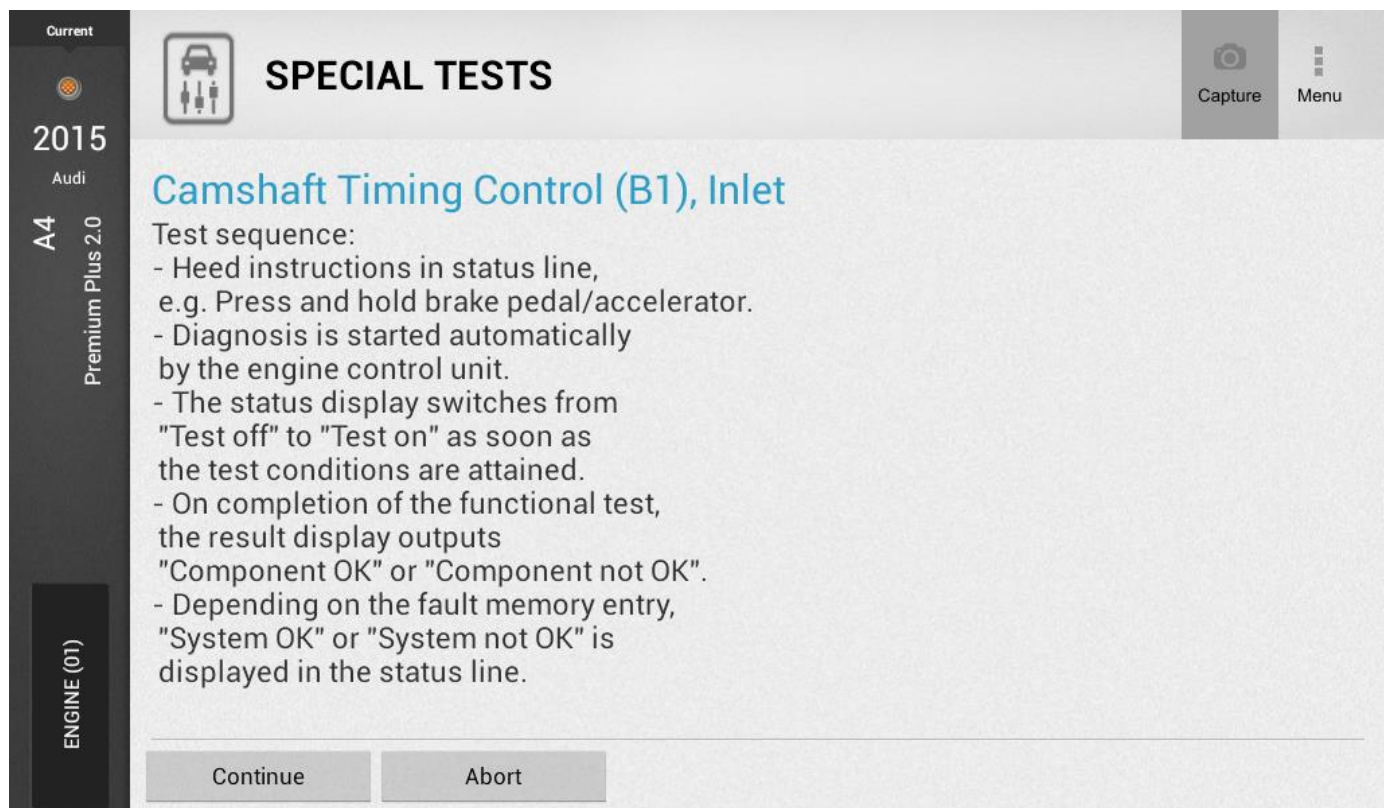 Current
2015
Audi
A4
Premium Plus 2.0
ENGINE (01)
SPECIAL TESTS
Capture
Menu
Camshaft Timing Control (B1), Inlet
Test sequence:
- Heed instructions in status line,
e.g. Press and hold brake pedal/accelerator.
- Diagnosis is started automatically
by the engine control unit.
- The status display switches from
"Test off" to "Test on" as soon as
the test conditions are attained.
- On completion of the functional test,
the result display outputs
"Component OK" or "Component not OK".
- Depending on the fault memory entry,
"System OK" or "System not OK" is
displayed in the status line.
Continue
Abort